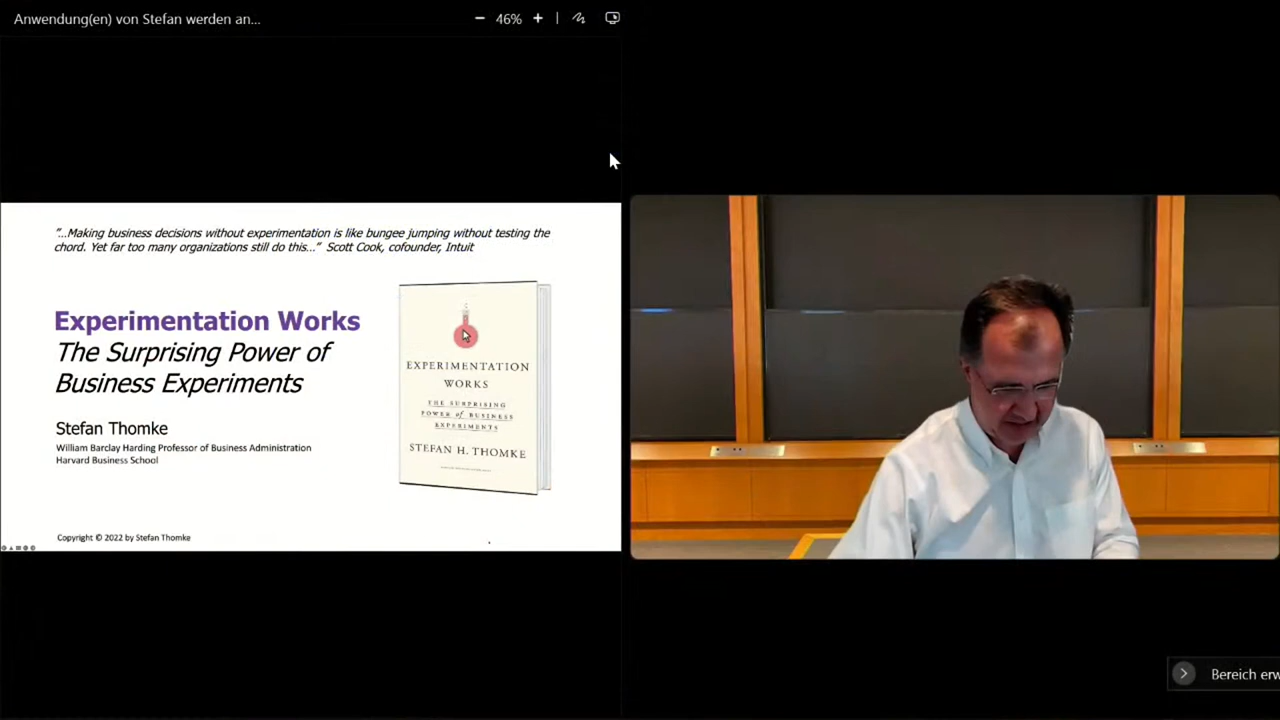 Anwendung(en) von Stefan werden an...
46%
"...Making business decisions without experimentation is like bungee jumping without testing the
chord. Yet far too many organizations still do this..." Scott Cook, cofounder, Intuit
Experimentation Works
The Surprising Power of
Business Experiments
Stefan Thomke
William Barclay Harding Professor of Business Administration
Harvard Business School
EXPERIMENTATION
WORKS
THE SURPRISING
POWER of BUSINESS
EXPERIMENTS
STEFAN H. THOMKE
Copyright © 2022 by Stefan Thomke
Bereich erw